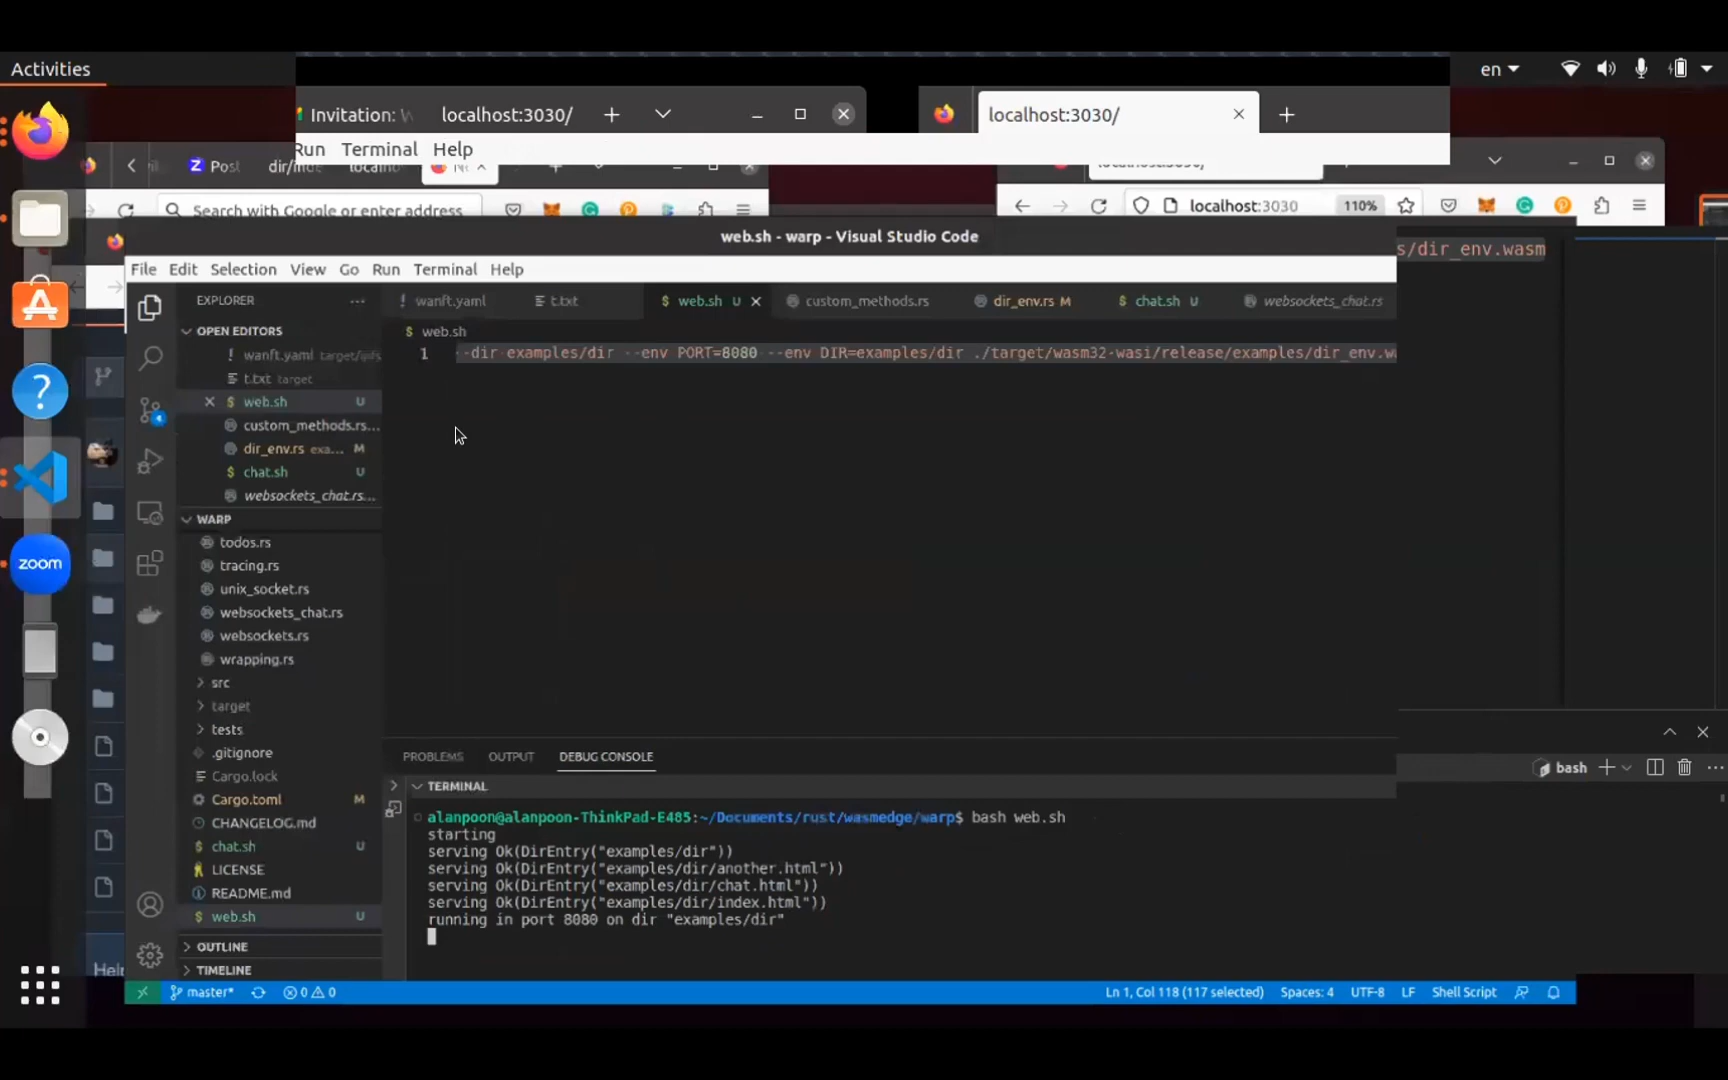 Activities
en
Invitation: W
localhost:3030/
localhost:3030/
Run Terminal Help
Post
Search with Google or enter address
localhost:3030
110%
web.sh - warp - Visual Studio Code
s/dir_env.wasm
File Edit Selection View Go Run Terminal Help
EXPLORER
wanft.yaml
t.txt
web.sh U
custom_methods.rs
dir_env.rs M
chat.sh U
websockets_chat.rs
OPEN EDITORS
web.sh
wanft.yaml
t.txt target
1 --dir examples/dir --env PORT=8080 --env DIR=examples/dir ./target/wasm32-wasi/release/examples/dir_env.wa
web.sh U
custom_methods.rs...
dir_env.rs exa... M
chat.sh U
websockets_chat.rs...
WARP
todos.rs
tracing.rs
zoom
unix_socket.rs
websockets_chat.rs
websockets.rs
wrapping.rs
src
target
tests
.gitignore
Cargo.lock
Cargo.toml M
CHANGELOG.md
chat.sh U
LICENSE
README.md
web.sh U
OUTLINE
TIMELINE
PROBLEMS OUTPUT DEBUG CONSOLE
bash
TERMINAL
alanpoon@alanpoon-ThinkPad-E485:~/Documents/rust/wasmedge/warp$ bash web.sh
starting
serving Ok(DirEntry("examples/dir"))
serving Ok(DirEntry("examples/dir/another.html"))
serving Ok(DirEntry("examples/dir/chat.html"))
serving Ok(DirEntry("examples/dir/index.html"))
running in port 8080 on dir "examples/dir"
master* 0 0
Ln 1, Col 118 (117 selected) Spaces: 4 UTF-8 LF Shell Script